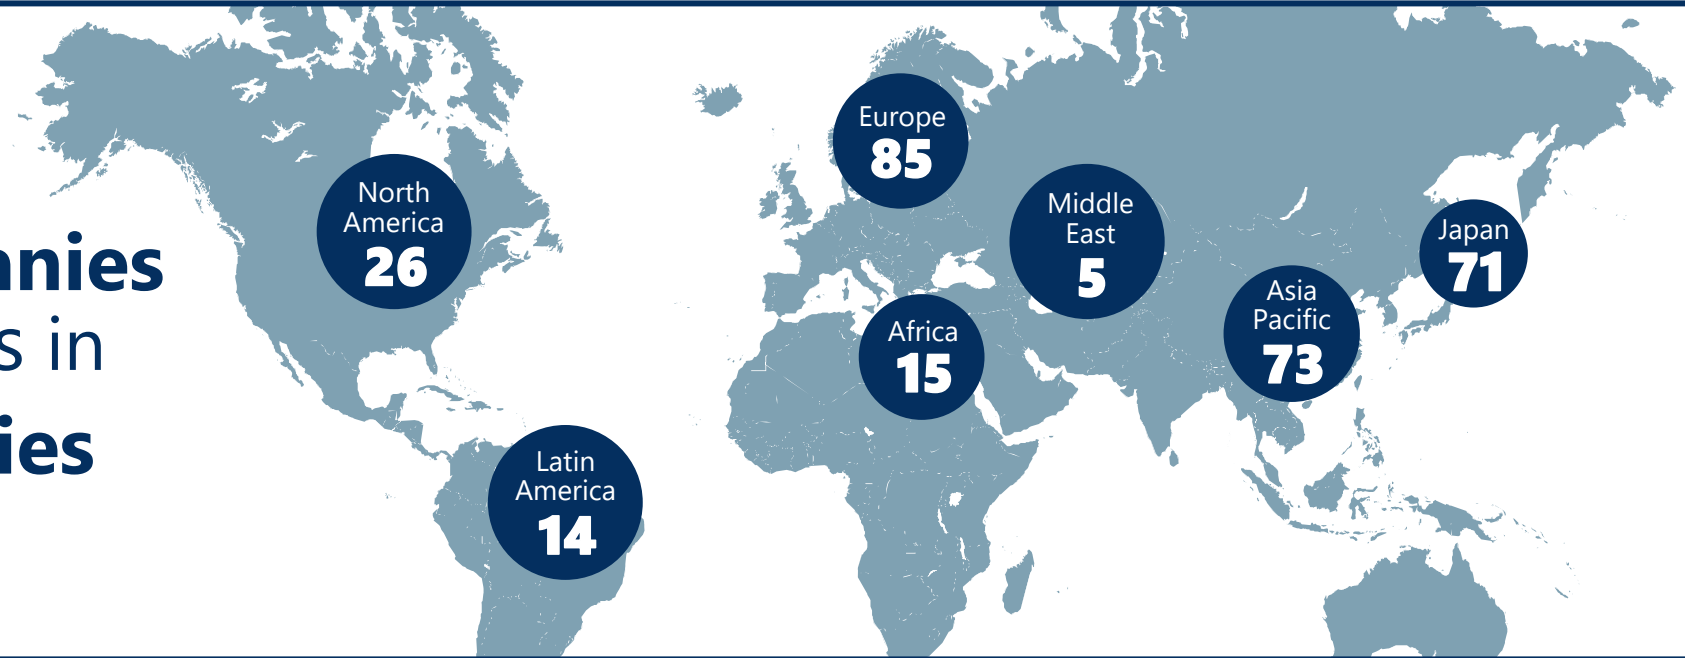 anies
s in
ies
North
America
26
Latin
America
14
Europe
85
Africa
15
Middle
East
5
Asia
Pacific
73
Japan
71